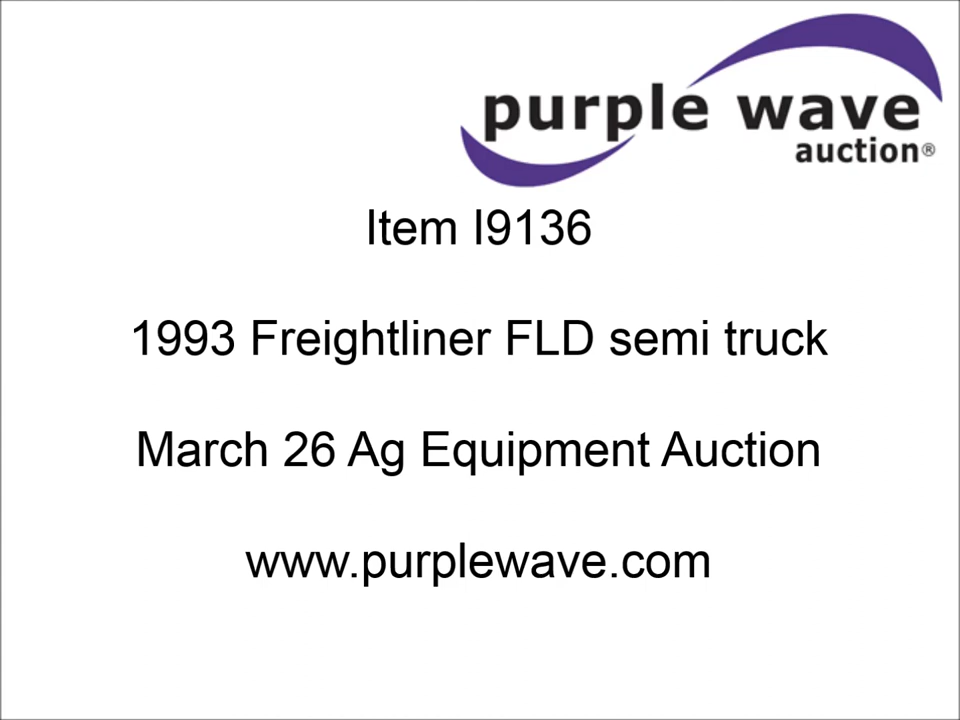 purple wave
auction®
Item I9136
1993 Freightliner FLD semi truck
March 26 Ag Equipment Auction
www.purplewave.com